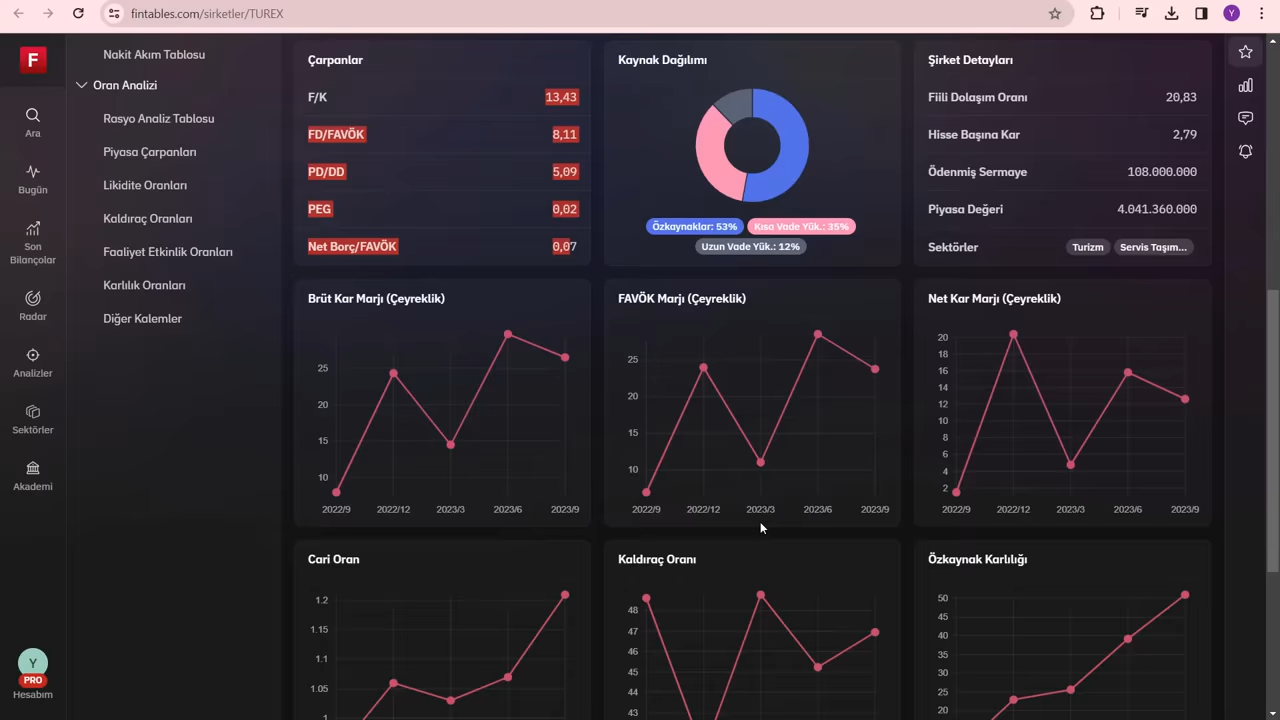 fintables.com/sirketler/TUREX
Y
F
Ara
Bugün
Son
Bilançolar
Radar
Analizler
Sektörler
Akademi
Y
PRO
Hesabım
Nakit Akım Tablosu
Oran Analizi
Rasyo Analiz Tablosu
Piyasa Çarpanları
Likidite Oranları
Kaldıraç Oranları
Faaliyet Etkinlik Oranları
Karlılık Oranları
Diğer Kalemler
Çarpanlar
F/K 13,43
FD/FAVÖK 8,11
PD/DD 5,09
PEG 0,02
Net Borç/FAVÖK 0,07
Kaynak Dağılımı
Özkaynaklar: 53% Kısa Vade Yük.: 35%
Uzun Vade Yük.: 12%
Şirket Detayları
Fiili Dolaşım Oranı 20,83
Hisse Başına Kar 2,79
Ödenmiş Sermaye 108.000.000
Piyasa Değeri 4.041.360.000
Sektörler Turizm Servis Taşım...
Brüt Kar Marjı (Çeyreklik)
25
20
15
10
2022/9 2022/12 2023/3 2023/6 2023/9
FAVÖK Marjı (Çeyreklik)
25
20
15
10
2022/9 2022/12 2023/3 2023/6 2023/9
Net Kar Marjı (Çeyreklik)
20
18
16
14
12
10
8
6
4
2
2022/9 2022/12 2023/3 2023/6 2023/9
Cari Oran
1.2
1.15
1.1
1.05
1
Kaldıraç Oranı
48
47
46
45
44
43
Özkaynak Karlılığı
50
45
40
35
30
25
20